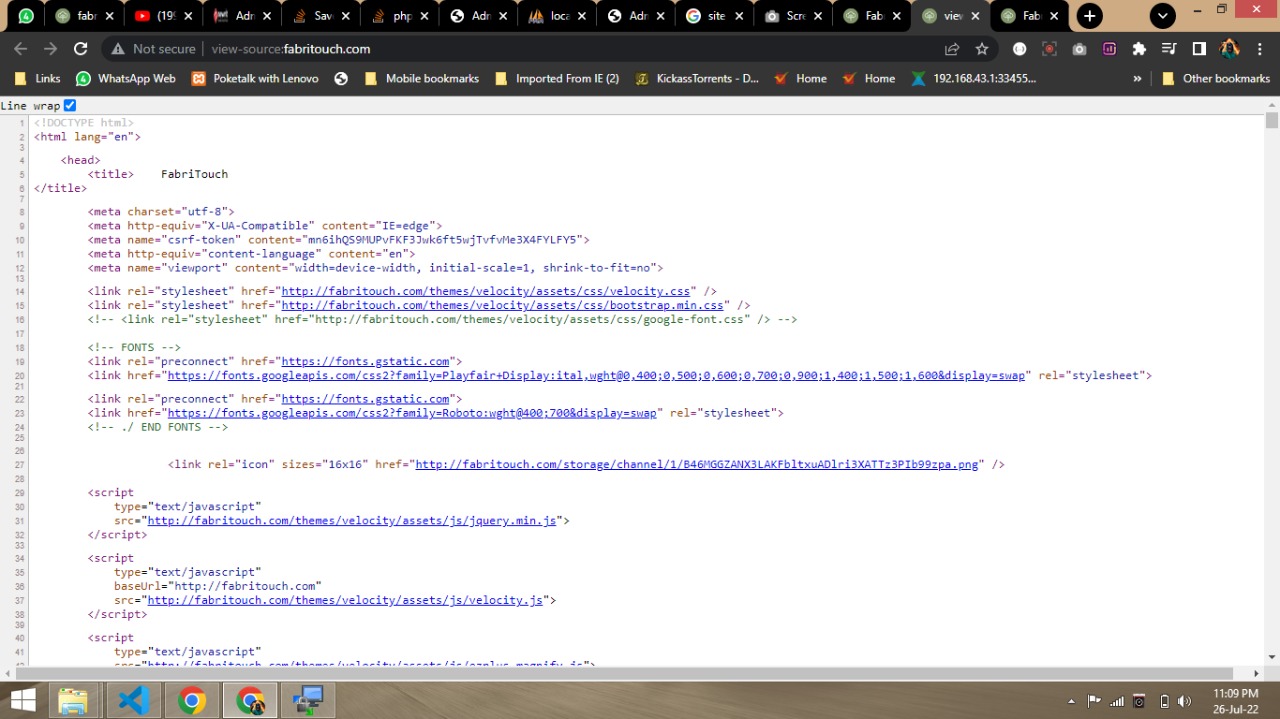 fabr
(199
Adr
Save
php
Adr
loca
Adr
site
Scre
Fab
view
Fab
Not secure
view-source:fabritouch.com
Links
WhatsApp Web
Poketalk with Lenovo
Mobile bookmarks
Imported From IE (2)
KickassTorrents - D...
Home
Home
192.168.43.1:33455...
»
Other bookmarks
Line wrap
1 <!DOCTYPE html>
2 <html lang="en">
3
4 <head>
5 <title> FabriTouch
6 </title>
7
8 <meta charset="utf-8">
9 <meta http-equiv="X-UA-Compatible" content="IE=edge">
10 <meta name="csrf-token" content="mn6ihQS9MUPvFKF3Jwk6ft5wjTvfvMe3X4FYLFY5">
11 <meta http-equiv="content-language" content="en">
12 <meta name="viewport" content="width=device-width, initial-scale=1, shrink-to-fit=no">
13
14 <link rel="stylesheet" href="http://fabritouch.com/themes/velocity/assets/css/velocity.css" />
15 <link rel="stylesheet" href="http://fabritouch.com/themes/velocity/assets/css/bootstrap.min.css" />
16 <!-- <link rel="stylesheet" href="http://fabritouch.com/themes/velocity/assets/css/google-font.css" /> -->
17
18 <!-- FONTS -->
19 <link rel="preconnect" href="https://fonts.gstatic.com">
20 <link href="https://fonts.googleapis.com/css2?family=Playfair+Display:ital,wght@0,400;0,500;0,600;0,700;0,900;1,400;1,500;1,600&display=swap" rel="stylesheet">
21
22 <link rel="preconnect" href="https://fonts.gstatic.com">
23 <link href="https://fonts.googleapis.com/css2?family=Roboto:wght@400;700&display=swap" rel="stylesheet">
24 <!-- ./ END FONTS -->
25
26
27 <link rel="icon" sizes="16x16" href="http://fabritouch.com/storage/channel/1/B46MGGZANX3LAKFbltxuADlri3XATTz3PIb99zpa.png" />
28
29 <script
30 type="text/javascript"
31 src="http://fabritouch.com/themes/velocity/assets/js/jquery.min.js">
32 </script>
33
34 <script
35 type="text/javascript"
36 baseUrl="http://fabritouch.com"
37 src="http://fabritouch.com/themes/velocity/assets/js/velocity.js">
38 </script>
39
40 <script
41 type="text/javascript"
42 src="http://fabritouch.com/themes/velocity/assets/js/ezplus-magnify.js">
11:09 PM
26-Jul-22